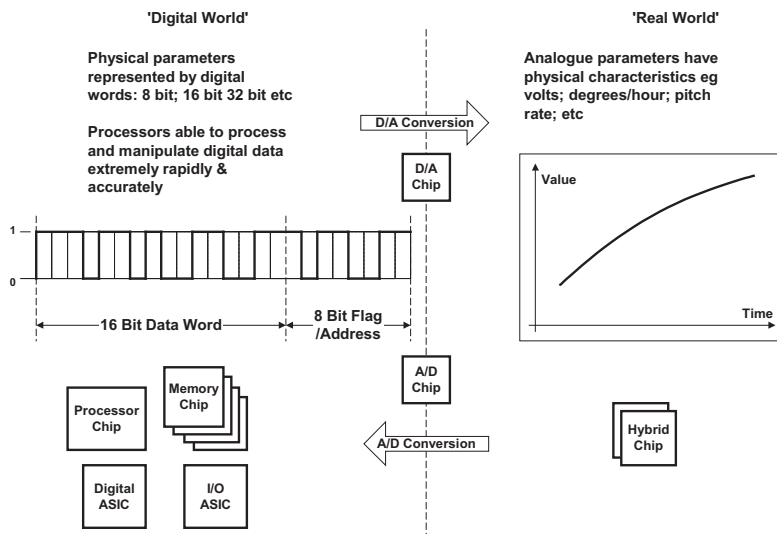 'Digital World'
'Real World'
Physical parameters
represented by digital
words: 8 bit; 16 bit 32 bit etc
Processors able to process
and manipulate digital data
extremely rapidly &
accurately
Analogue parameters have
physical characteristics eg
volts; degrees/hour; pitch
rate; etc
D/A Conversion
D/A
Chip
Value
Time
1
0
16 Bit Data Word
8 Bit Flag
/Address
A/D
Chip
A/D Conversion
Processor
Chip
Memory
Chip
Digital
ASIC
I/O
ASIC
Hybrid
Chip